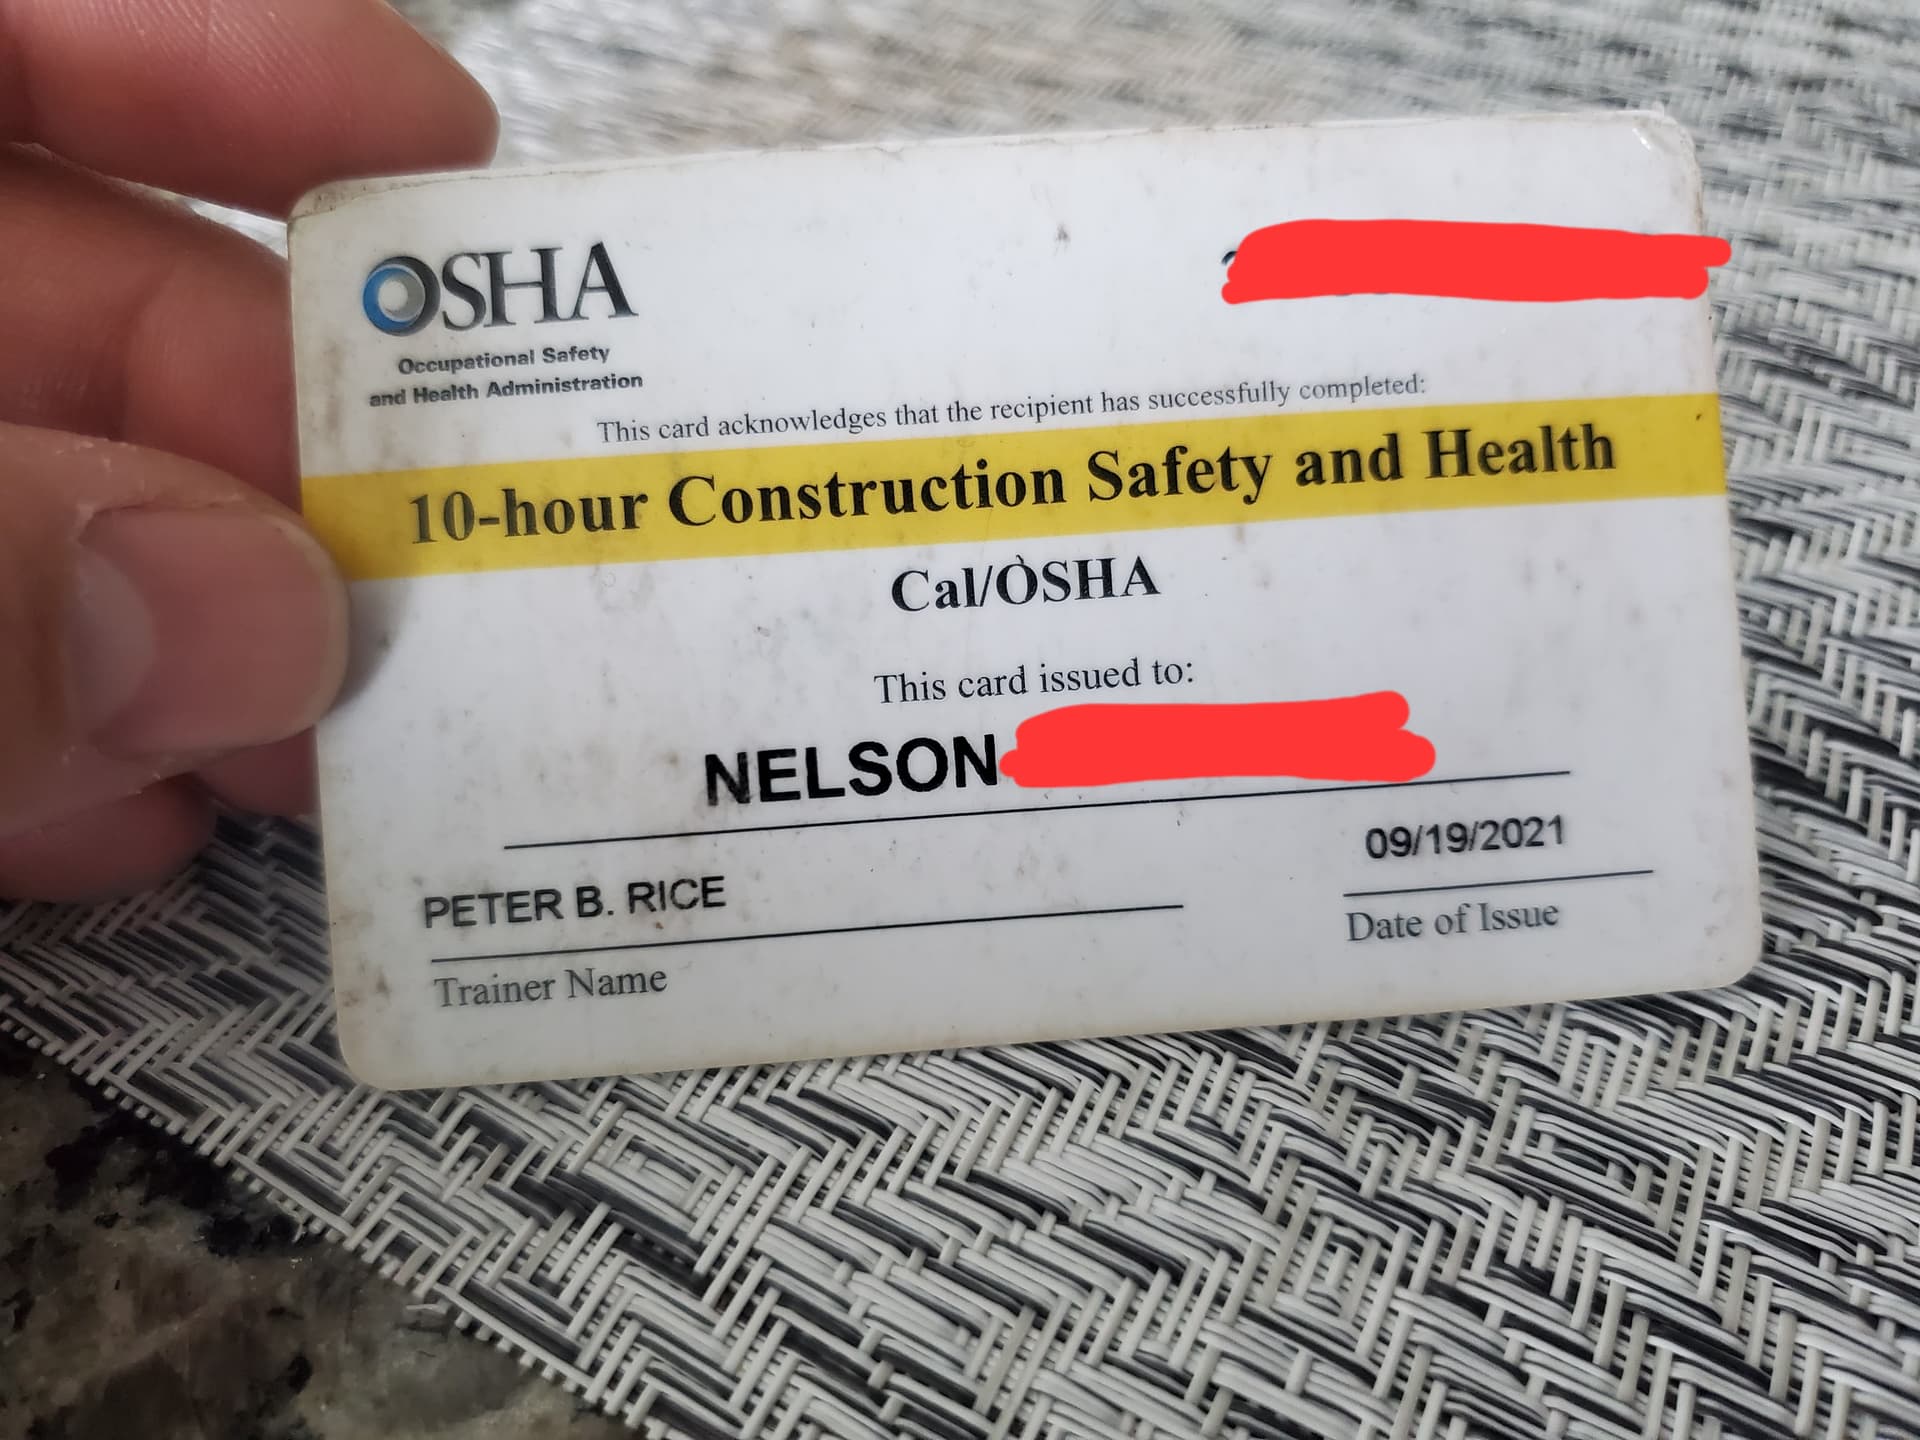 OSHA
Occupational Safety
and Health Administration
This card acknowledges that the recipient has successfully completed:
10-hour Construction Safety and Health
Cal/OSHA
This card issued to:
NELSON
09/19/2021
PETER B. RICE
Date of Issue
Trainer Name